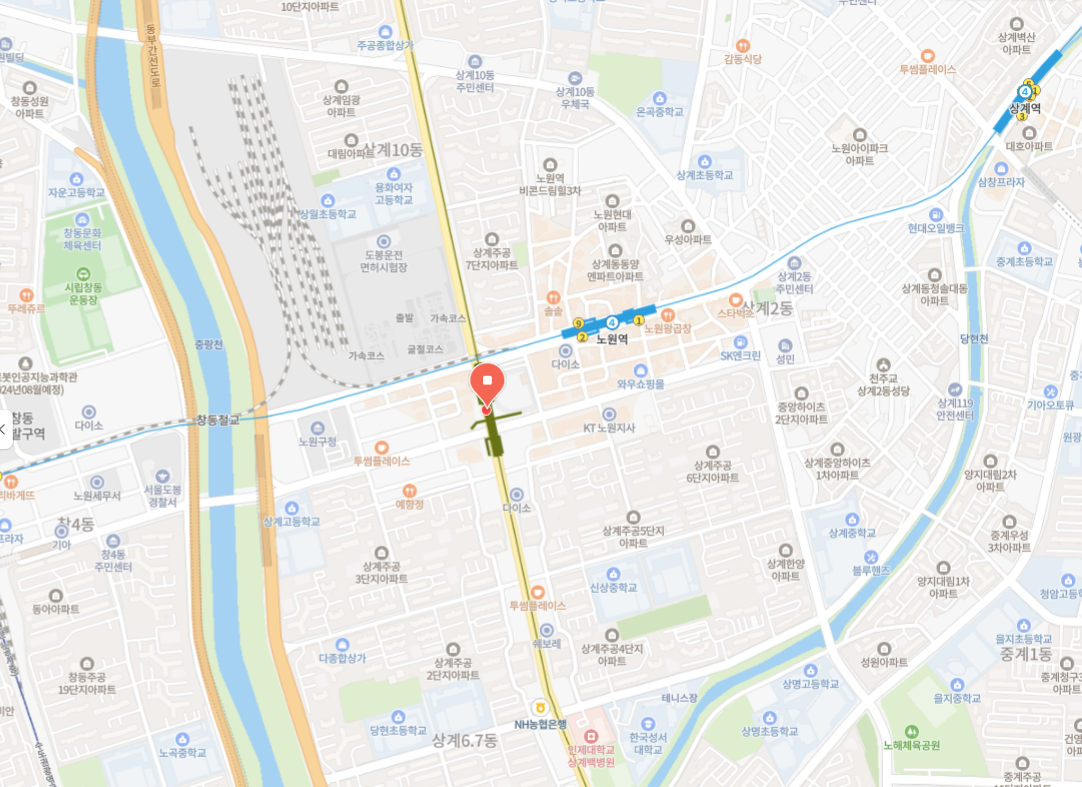 10단지아파트
주민센터
동부간선도로
주공종합상가
상계벽산
아파트
감동식당
투썸플레이스
상계10동
주민센터
상계10동
우체국
창동성원
아파트
상계임광
아파트
온곡중학교
4
상계역
3
대림아파트
상계10동
노원아이파크
아파트
대호아파트
노원역
비콘드림힐3차
상계초등학교
삼창프라자
자운고등학교
용화여자
고등학교
상월초등학교
노원현대
아파트
현대오일뱅크
창동문화
체육센터
우성아파트
도봉운전
면허시험장
상계주공
7단지아파트
중계초등학교
상계동동양
엔파트아파트
상계2동
주민센터
시립창동
운동장
상계동청솔대동
아파트
뚜레쥬르
솔솔
스타벅스
상계2동
출발
가속코스
9
4
1
2
노원역
노원왕곱창
당현천
중랑천
가속코스
굴절코스
다이소
SK엔크린
성민
와우쇼핑몰
천주교
상계2동성당
다이소
창동철교
창동
노원구청
KT 노원지사
중앙하이츠
2단지아파트
상계119
안전센터
기아오토큐
투썸플레이스
상계주공
6단지아파트
상계중앙하이츠
1차아파트
양지대림2차
아파트
노원세무서
서울도봉
경찰서
예향정
다이소
창4동
기아
상계고등학교
상계주공5단지
아파트
상계중학교
중계우성
3차아파트
창4동
주민센터
상계주공
3단지아파트
상계한양
아파트
블루핸즈
양지대림1차
아파트
신상중학교
동아아파트
투썸플레이스
쉐보레
상계주공4단지
아파트
을지초등학교
중계1동
다종합상가
상계주공
2단지아파트
성원아파트
창동주공
19단지아파트
테니스장
상명고등학교
을지중학교
당현초등학교
NH농협은행
한국성서
대학교
상명초등학교
노해체육공원
노곡중학교
상계6.7동
인제대학교
상계백병원
중계주공